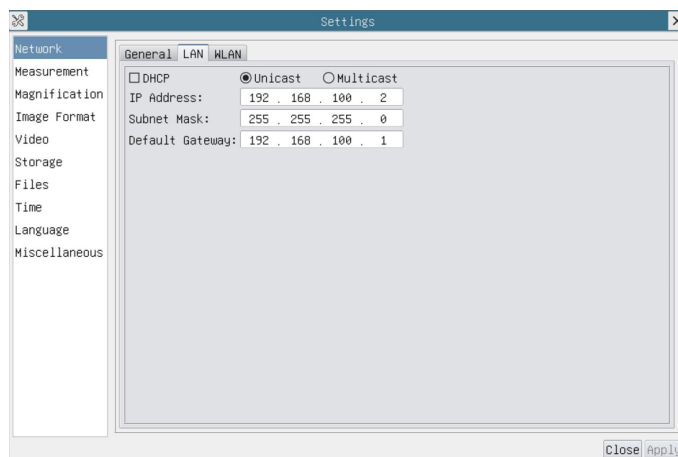 Settings
Network
Measurement
Magnification
Image Format
Video
Storage
Files
Time
Language
Miscellaneous
General LAN WLAN
DHCP Unicast Multicast
IP Address: 192 . 168 . 100 . 2
Subnet Mask: 255 . 255 . 255 . 0
Default Gateway: 192 . 168 . 100 . 1
Close Apply